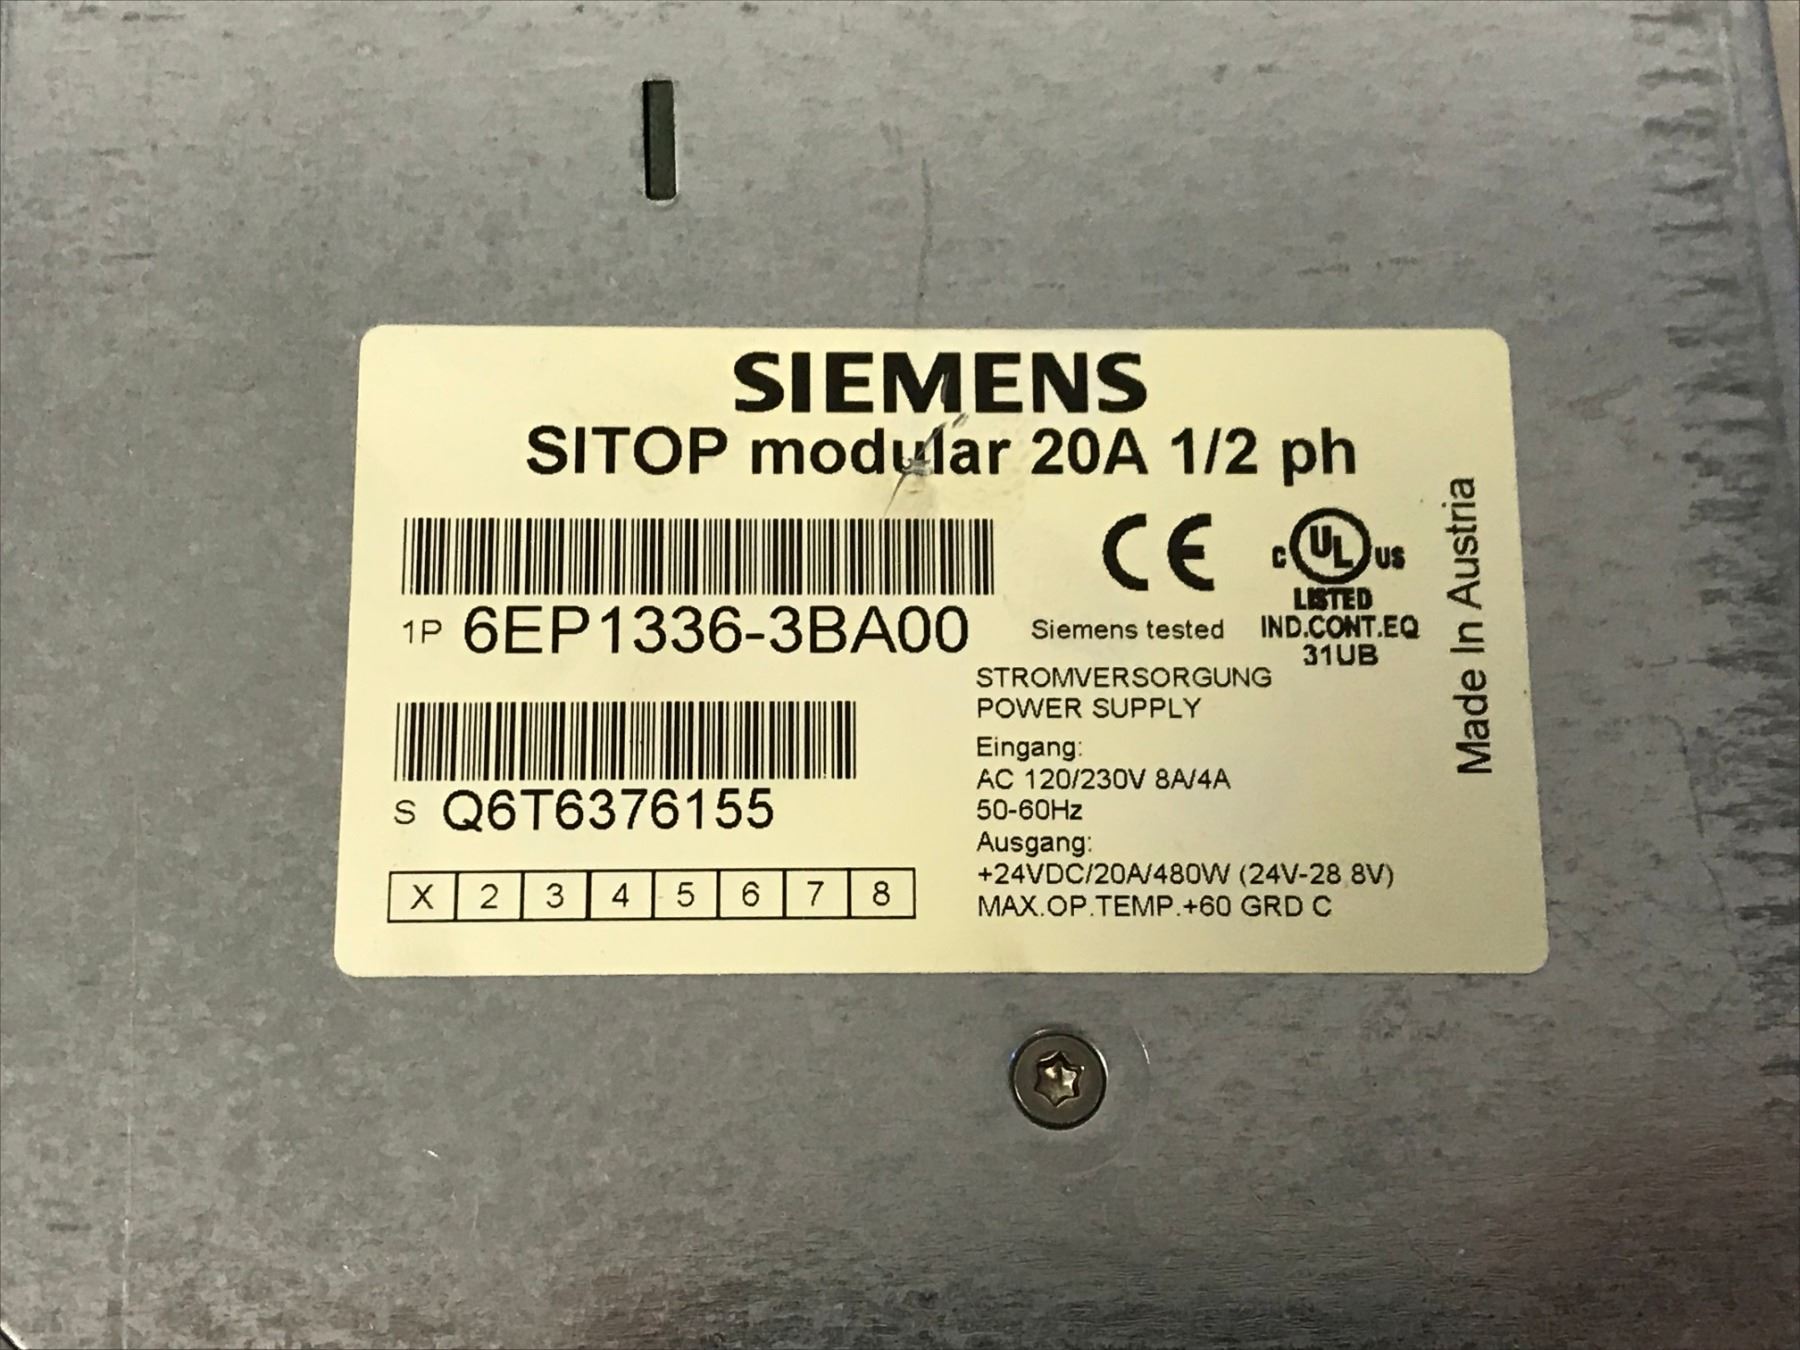 SIEMENS
SITOP modular 20A 1/2 ph
1P 6EP1336-3BA00
S Q6T6376155
X 2 3 4 5 6 7 8
CE
Siemens tested
C UL US
LISTED
IND.CONT.EQ
31UB
STROMVERSORGUNG
POWER SUPPLY
Eingang:
AC 120/230V 8A/4A
50-60Hz
Ausgang:
+24VDC/20A/480W (24V-28.8V)
MAX.OP.TEMP.+60 GRD C
Made In Austria